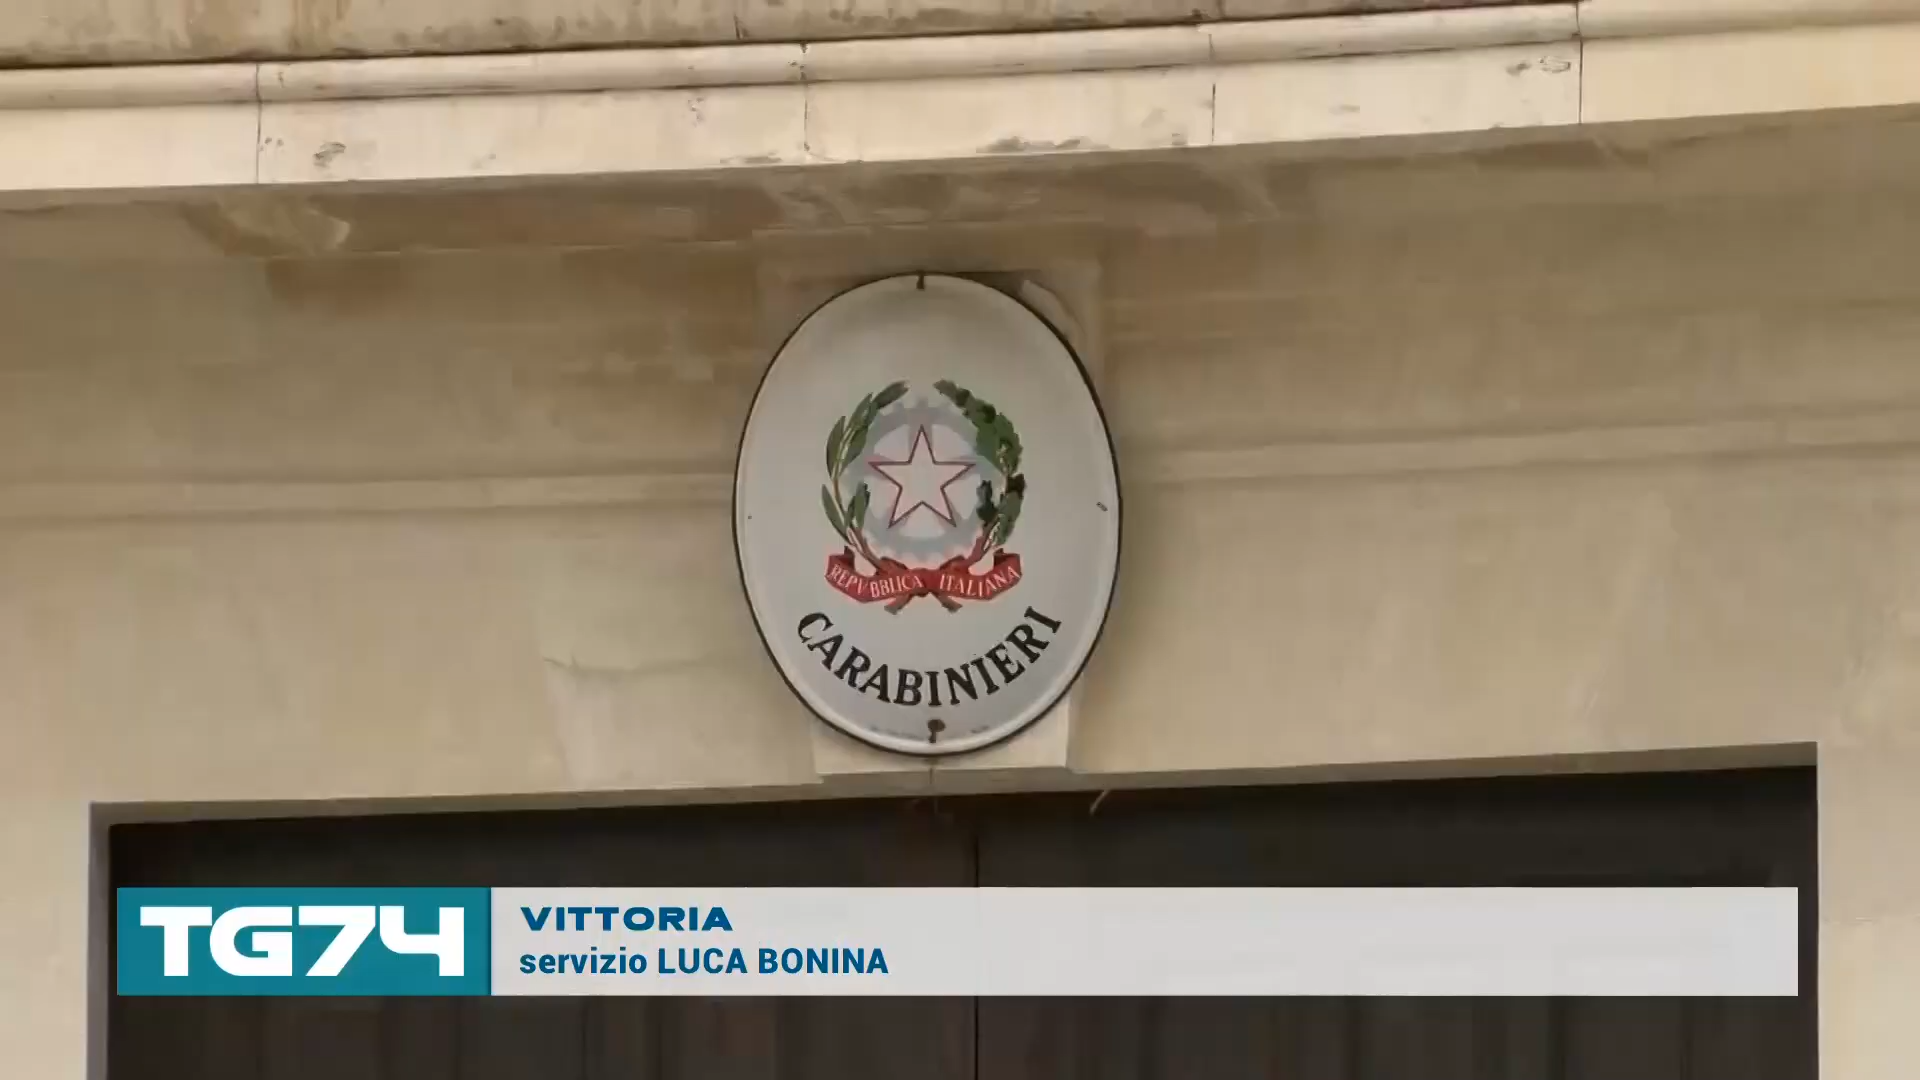 REPVBBLICA ITALIANA
CARABINIERI
TG74
VITTORIA
servizio LUCA BONINA